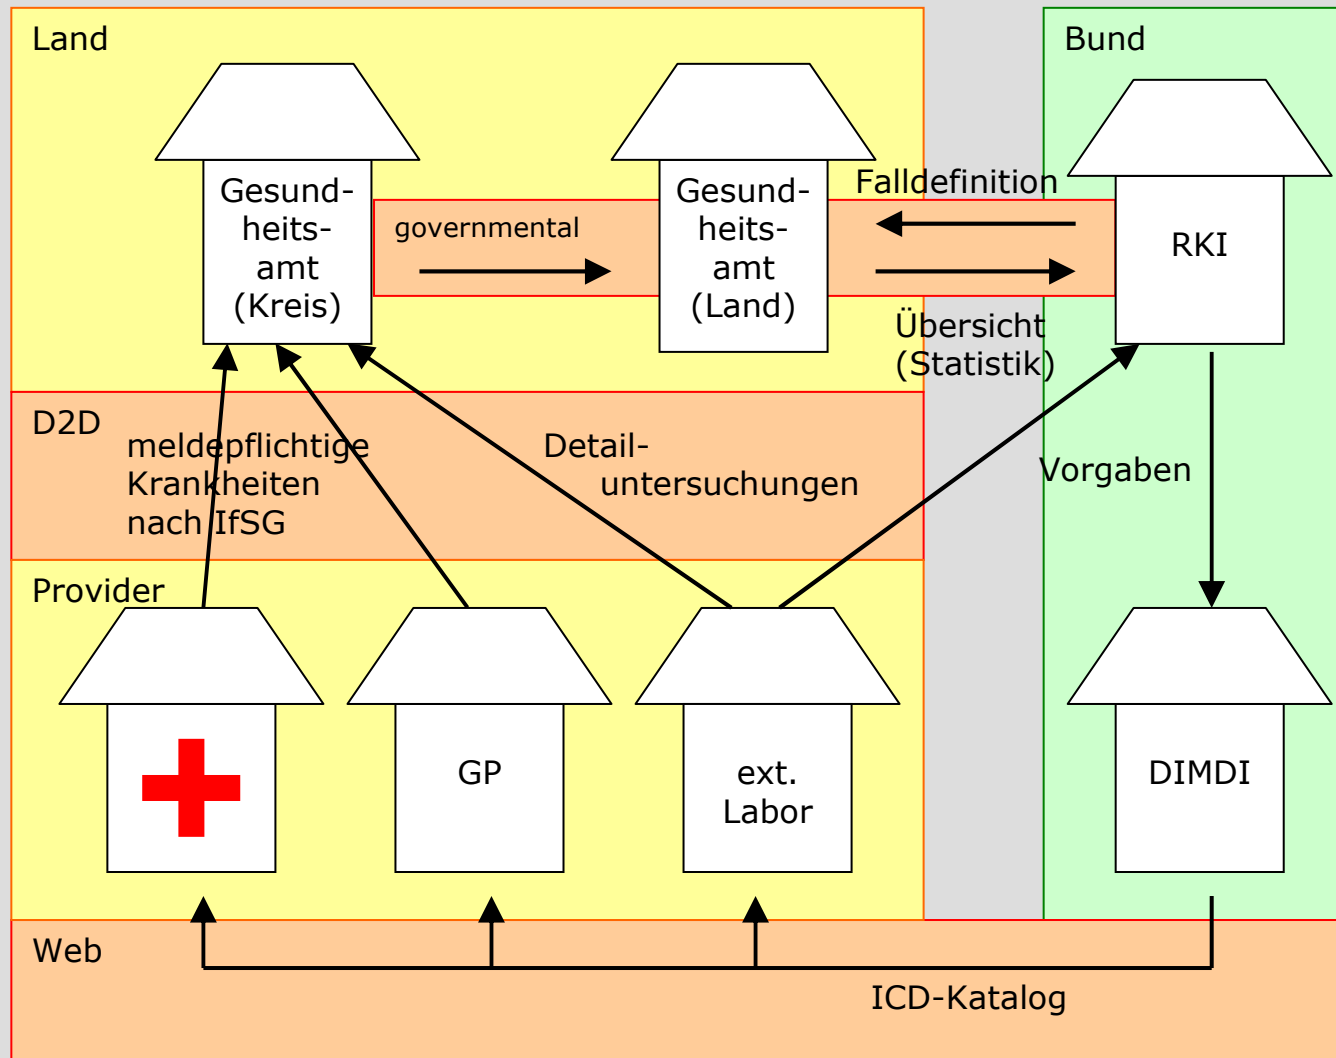 Land
Bund
Gesund-
heits-
amt
(Kreis)
governmental
Gesund-
heits-
amt
(Land)
Falldefinition
RKI
Übersicht
(Statistik)
D2D
meldepflichtige
Krankheiten
nach IfSG
Detail-
untersuchungen
Vorgaben
Provider
GP
ext.
Labor
DIMDI
Web
ICD-Katalog